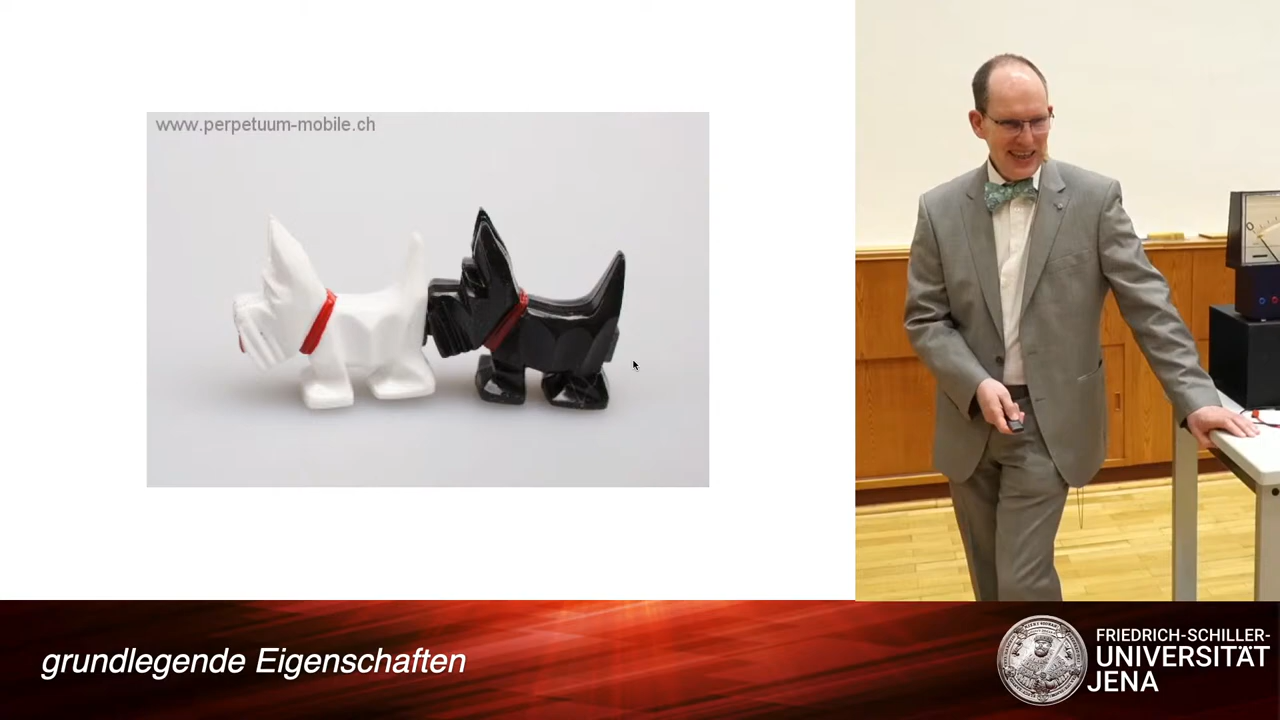 www.perpetuum-mobile.ch
grundlegende Eigenschaften
FRIEDRICH-SCHILLER-
UNIVERSITÄT
JENA